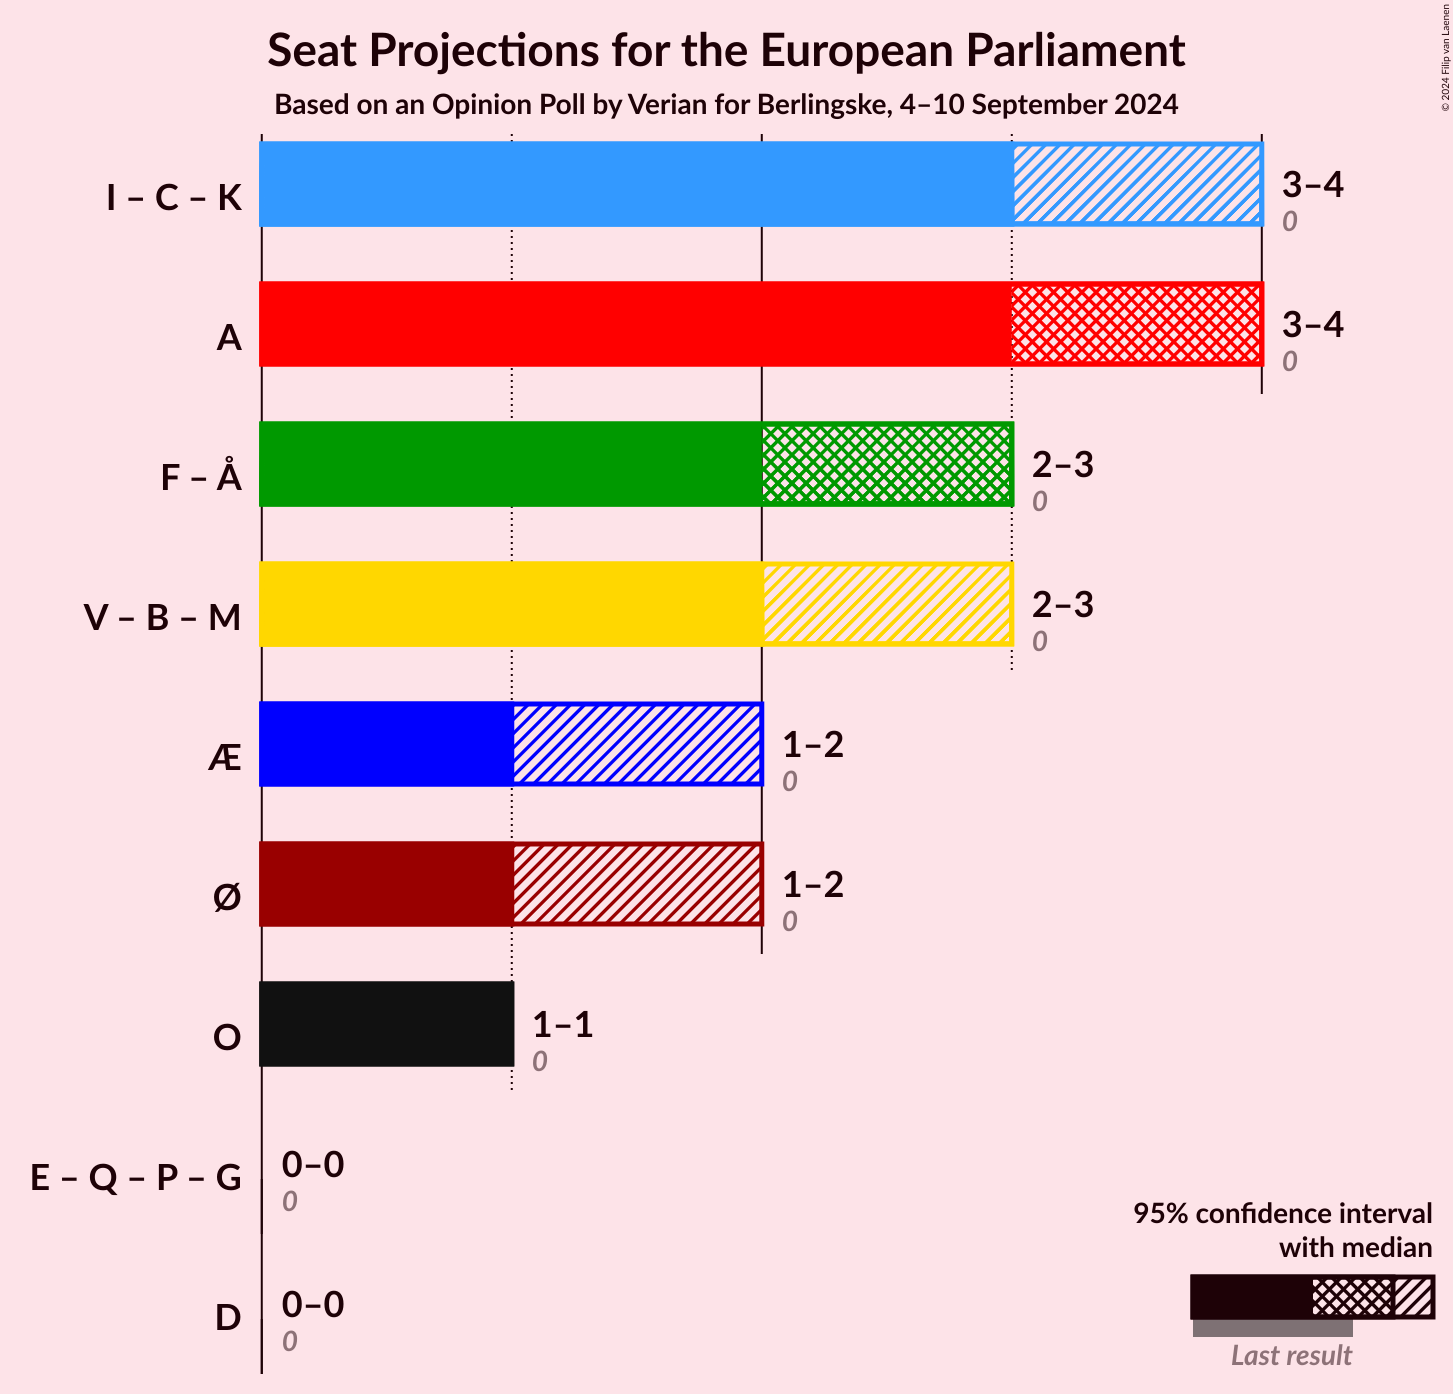 Seat Projections for the European Parliament
Based on an Opinion Poll by Verian for Berlingske, 4–10 September 2024
© 2024 Filip van Laenen
I – C – K
3–4
0
A
3–4
0
F – Å
2–3
0
V – B – M
2–3
0
Æ
1–2
0
Ø
1–2
0
O
1–1
0
E – Q – P – G
0–0
0
D
0–0
0
95% confidence interval
with median
Last result